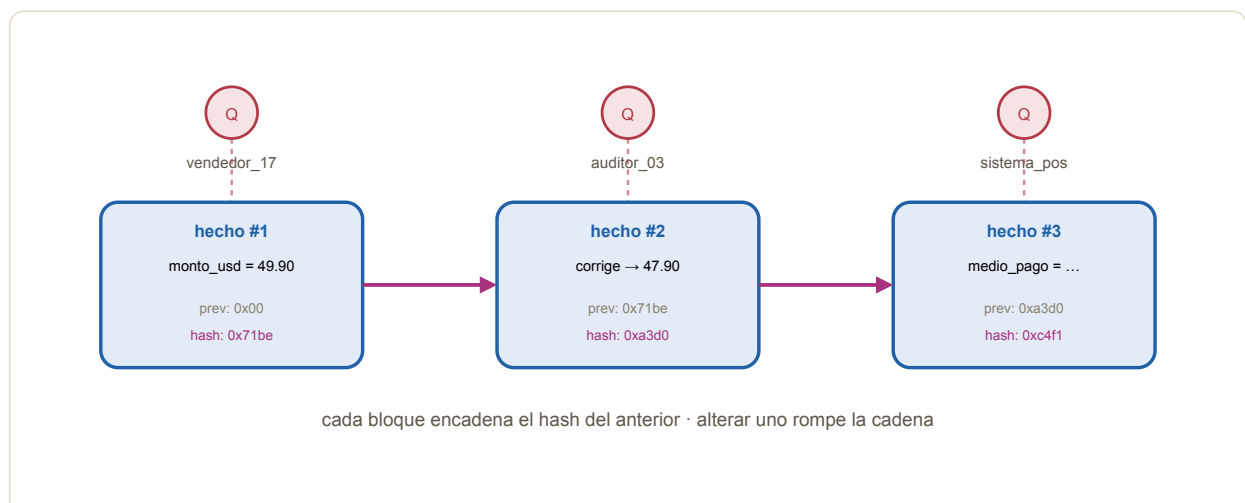 Q
vendedor_17
hecho #1
monto_usd = 49.90
prev: 0x00
hash: 0x71be
Q
auditor_03
hecho #2
corrige → 47.90
prev: 0x71be
hash: 0xa3d0
Q
sistema_pos
hecho #3
medio_pago = …
prev: 0xa3d0
hash: 0xc4f1
cada bloque encadena el hash del anterior · alterar uno rompe la cadena